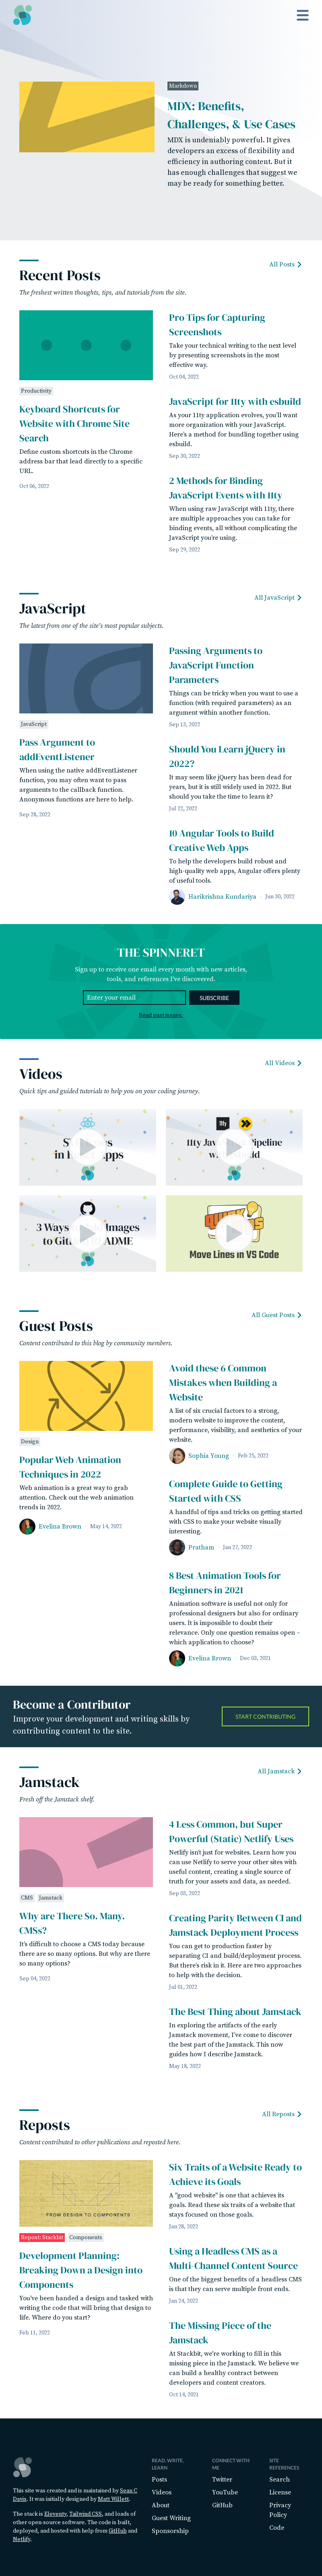 Markdown
MDX: Benefits,
Challenges, & Use Cases
MDX is undeniably powerful. It gives
developers an excess of flexibility and
efficiency in authoring content. But it
has enough challenges that suggest we
may be ready for something better.
Recent Posts
All Posts
The freshest written thoughts, tips, and tutorials from the site.
Productivity
Keyboard Shortcuts for
Website with Chrome Site
Search
Define custom shortcuts in the Chrome
address bar that lead directly to a specific
URL.
Oct 06, 2022
Pro Tips for Capturing
Screenshots
Take your technical writing to the next level
by presenting screenshots in the most
effective way.
Oct 04, 2022
JavaScript for 11ty with esbuild
As your 11ty application evolves, you'll want
more organization with your JavaScript.
Here's a method for bundling together using
esbuild.
Sep 30, 2022
2 Methods for Binding
JavaScript Events with 11ty
When using raw JavaScript with 11ty, there
are multiple approaches you can take for
binding events, all without complicating the
JavaScript you're using.
Sep 29, 2022
JavaScript
All JavaScript
The latest from one of the site's most popular subjects.
JavaScript
Pass Argument to
addEventListener
When using the native addEventListener
function, you may often want to pass
arguments to the callback function.
Anonymous functions are here to help.
Sep 28, 2022
Passing Arguments to
JavaScript Function
Parameters
Things can be tricky when you want to use a
function (with required parameters) as an
argument within another function.
Sep 13, 2022
Should You Learn jQuery in
2022?
It may seem like jQuery has been dead for
years, but it is still widely used in 2022. But
should you take the time to learn it?
Jul 22, 2022
10 Angular Tools to Build
Creative Web Apps
To help the developers build robust and
high-quality web apps, Angular offers plenty
of useful tools.
Harikrishna Kundariya · Jun 30, 2022
THE SPINNERET
Sign up to receive one email every month with new articles,
tools, and references I've discovered.
Enter your email
SUBSCRIBE
Read past issues.
Videos
All Videos
Quick tips and guided tutorials to help you on your coding journey.
11ty
Move Lines in VS Code
Guest Posts
All Guest Posts
Content contributed to this blog by community members.
Design
Popular Web Animation
Techniques in 2022
Web animation is a great way to grab
attention. Check out the web animation
trends in 2022.
Evelina Brown · May 14, 2022
Avoid these 6 Common
Mistakes when Building a
Website
A list of six crucial factors to a strong,
modern website to improve the content,
performance, visibility, and aesthetics of your
website.
Sophia Young · Feb 25, 2022
Complete Guide to Getting
Started with CSS
A handful of tips and tricks on getting started
with CSS to make your website visually
interesting.
Pratham · Jan 27, 2022
8 Best Animation Tools for
Beginners in 2021
Animation software is useful not only for
professional designers but also for ordinary
users. It is impossible to doubt their
relevance. Only one question remains open –
which application to choose?
Evelina Brown · Dec 03, 2021
Become a Contributor
Improve your development and writing skills by
contributing content to the site.
START CONTRIBUTING
Jamstack
All Jamstack
Fresh off the Jamstack shelf.
CMS
Jamstack
Why are There So. Many.
CMSs?
It's difficult to choose a CMS today because
there are so many options. But why are there
so many options?
Sep 04, 2022
4 Less Common, but Super
Powerful (Static) Netlify Uses
Netlify isn't just for websites. Learn how you
can use Netlify to serve your other sites with
useful content, creating a single source of
truth for your assets and data, as needed.
Sep 03, 2022
Creating Parity Between CI and
Jamstack Deployment Process
You can get to production faster by
separating CI and build/deployment process.
But there's risk in it. Here are two approaches
to help with the decision.
Jul 01, 2022
The Best Thing about Jamstack
In exploring the artifacts of the early
Jamstack movement, I've come to discover
the best part of the Jamstack. This now
guides how I describe Jamstack.
May 18, 2022
Reposts
All Reposts
Content contributed to other publications and reposted here.
FROM DESIGN TO COMPONENTS
Repost: Stackbit
Components
Development Planning:
Breaking Down a Design into
Components
You've been handed a design and tasked with
writing the code that will bring that design to
life. Where do you start?
Feb 11, 2022
Six Traits of a Website Ready to
Achieve its Goals
A "good website" is one that achieves its
goals. Read these six traits of a website that
stays focused on those goals.
Jan 28, 2022
Using a Headless CMS as a
Multi-Channel Content Source
One of the biggest benefits of a headless CMS
is that they can serve multiple front ends.
Jan 24, 2022
The Missing Piece of the
Jamstack
At Stackbit, we're working to fill in this
missing piece in the Jamstack. We believe we
can build a healthy contract between
developers and content creators.
Oct 14, 2021
This site was created and is maintained by Sean C
Davis. It was initially designed by Matt Willett.
The stack is Eleventy, Tailwind CSS, and loads of
other open source software. The code is built,
deployed, and hosted with help from GitHub and
Netlify.
READ, WRITE,
LEARN
Posts
Videos
About
Guest Writing
Sponsorship
CONNECT WITH
ME
Twitter
YouTube
GitHub
SITE
REFERENCES
Search
License
Privacy
Policy
Code